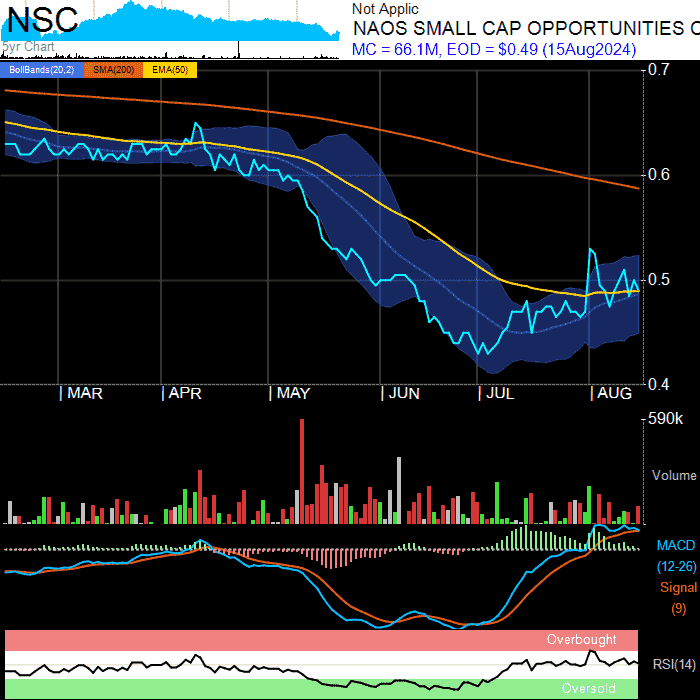 NSC
5yr Chart
Not Applic
NAOS SMALL CAP OPPORTUNITIES C
MC = 66.1M, EOD = $0.49 (15Aug2024)
BollBands(20,2) SMA(200) EMA(50)
0.7
0.6
0.5
0.4
MAR APR MAY JUN JUL AUG
590k
Volume
MACD
(12-26)
Signal
(9)
Overbought
RSI(14)
Oversold